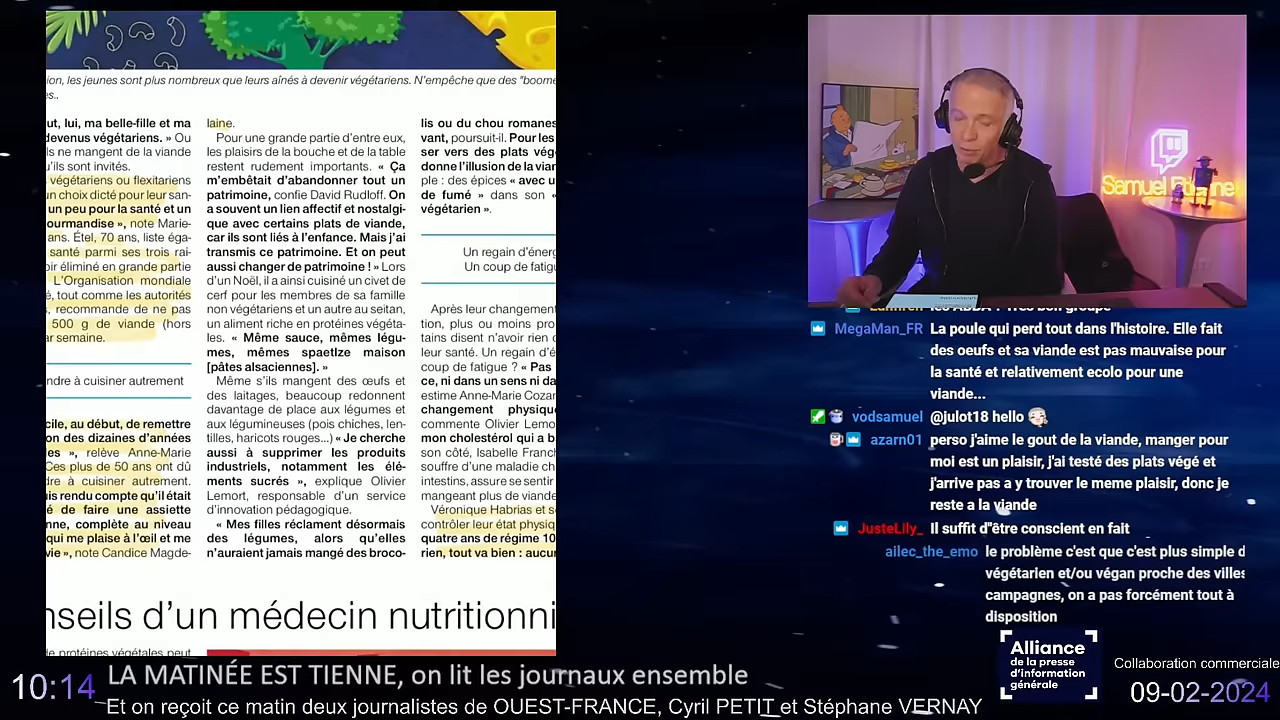 ion, les jeunes sont plus nombreux que leurs aînés à devenir végétariens. N'empêche que des "boome
s..
ut, lui, ma belle-fille et ma
devenus végétariens. » Ou
ls ne mangent de la viande
u'ils sont invités.
végétariens ou flexitariens
un choix dicté pour leur san-
un peu pour la santé et un
ourmandise », note Marie-
ans. Étel, 70 ans, liste éga-
santé parmi ses trois rai-
oir éliminé en grande partie
L'Organisation mondiale
é, tout comme les autorités
s, recommande de ne pas
500 g de viande (hors
ar semaine.
ndre à cuisiner autrement
cile, au début, de remettre
on des dizaines d'années
es », relève Anne-Marie
Ces plus de 50 ans ont dû
dre à cuisiner autrement.
uis rendu compte qu'il était
é de faire une assiette
nne, complète au niveau
qui me plaise à l'œil et me
vie », note Candice Magde-
laine.
Pour une grande partie d'entre eux,
les plaisirs de la bouche et de la table
restent rudement importants. « Ça
m'embêtait d'abandonner tout un
patrimoine, confie David Rudloff. On
a souvent un lien affectif et nostalgi-
que avec certains plats de viande,
car ils sont liés à l'enfance. Mais j'ai
transmis ce patrimoine. Et on peut
aussi changer de patrimoine ! » Lors
d'un Noël, il a ainsi cuisiné un civet de
cerf pour les membres de sa famille
non végétariens et un autre au seitan,
un aliment riche en protéines végéta-
les. « Même sauce, mêmes légu-
mes, mêmes spaetlze maison
[pâtes alsaciennes]. »
Même s'ils mangent des œufs et
des laitages, beaucoup redonnent
davantage de place aux légumes et
aux légumineuses (pois chiches, len-
tilles, haricots rouges...) « Je cherche
aussi à supprimer les produits
industriels, notamment les élé-
ments sucrés », explique Olivier
Lemort, responsable d'un service
d'innovation pédagogique.
« Mes filles réclament désormais
des légumes, alors qu'elles
n'auraient jamais mangé des broco-
lis ou du chou romanes
vant, poursuit-il. Pour les
ser vers des plats vég
donne l'illusion de la vian
ple : des épices « avec u
de fumé » dans son «
végétarien ».
Un regain d'énerg
Un coup de fatigu
Après leur changement
tion, plus ou moins pro
tains disent n'avoir rien c
leur santé. Un regain d'é
coup de fatigue ? « Pas
ce, ni dans un sens ni da
estime Anne-Marie Cozar
changement physique
commente Olivier Lemo
mon cholestérol qui a b
son côté, Isabelle Franch
souffre d'une maladie ch
intestins, assure se sentir
mangeant plus de viande
Véronique Habrias et s
contrôler leur état physiq
quatre ans de régime 10
rien, tout va bien : aucur
nseils d'un médecin nutritionni
de protéines végétales peut
Samuel Etienne
les ABBA ? Très bon groupe
MegaMan_FR La poule qui perd tout dans l'histoire. Elle fait
des oeufs et sa viande est pas mauvaise pour
la santé et relativement ecolo pour une
viande...
vodsamuel @julot18 hello
azarn01 perso j'aime le gout de la viande, manger pour
moi est un plaisir, j'ai testé des plats végé et
j'arrive pas a y trouver le meme plaisir, donc je
reste a la viande
JusteLily_ Il suffit d"être conscient en fait
ailec_the_emo le problème c'est que c'est plus simple d
végétarien et/ou végan proche des villes
campagnes, on a pas forcément tout à
disposition
Alliance
de la presse
d'information
générale
Collaboration commerciale
09-02-2024
10:14
LA MATINÉE EST TIENNE, on lit les journaux ensemble
Et on reçoit ce matin deux journalistes de OUEST-FRANCE, Cyril PETIT et Stéphane VERNAY